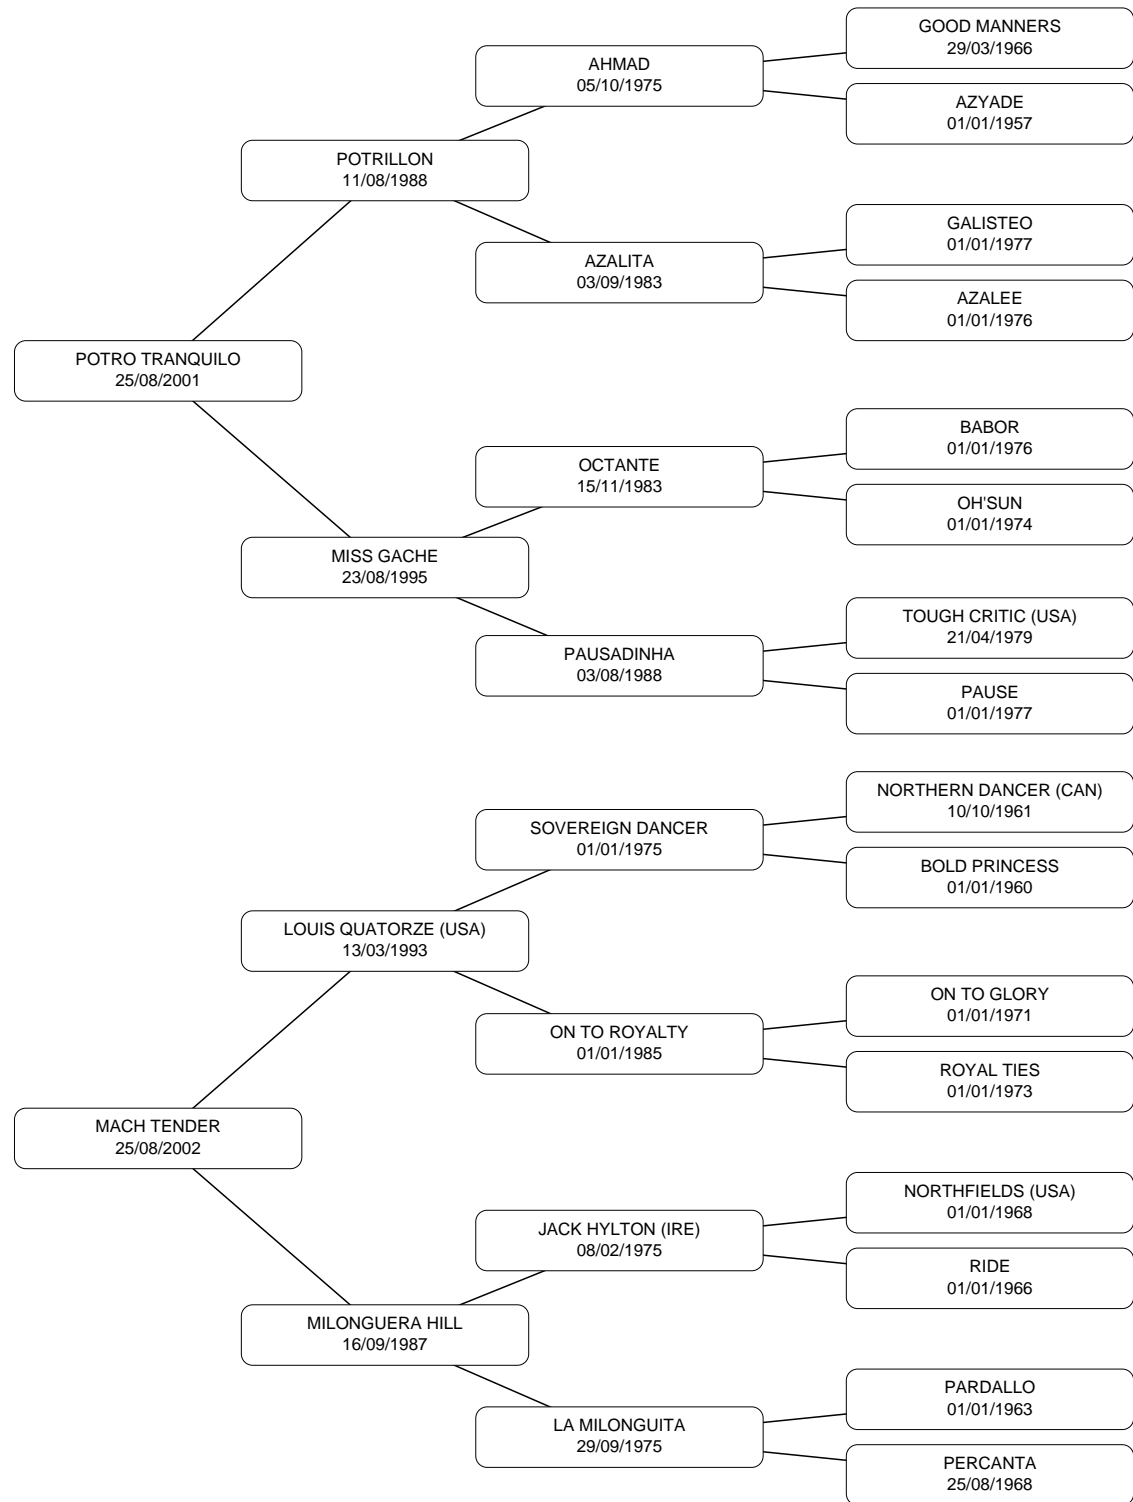 GOOD MANNERS
29/03/1966
AHMAD
05/10/1975
AZYADE
01/01/1957
POTRILLON
11/08/1988
GALISTEO
01/01/1977
AZALITA
03/09/1983
AZALEE
01/01/1976
POTRO TRANQUILO
25/08/2001
BABOR
01/01/1976
OCTANTE
15/11/1983
OH'SUN
01/01/1974
MISS GACHE
23/08/1995
TOUGH CRITIC (USA)
21/04/1979
PAUSADINHA
03/08/1988
PAUSE
01/01/1977
NORTHERN DANCER (CAN)
10/10/1961
SOVEREIGN DANCER
01/01/1975
BOLD PRINCESS
01/01/1960
LOUIS QUATORZE (USA)
13/03/1993
ON TO GLORY
01/01/1971
ON TO ROYALTY
01/01/1985
ROYAL TIES
01/01/1973
MACH TENDER
25/08/2002
NORTHFIELDS (USA)
01/01/1968
JACK HYLTON (IRE)
08/02/1975
RIDE
01/01/1966
MILONGUERA HILL
16/09/1987
PARDALLO
01/01/1963
LA MILONGUITA
29/09/1975
PERCANTA
25/08/1968